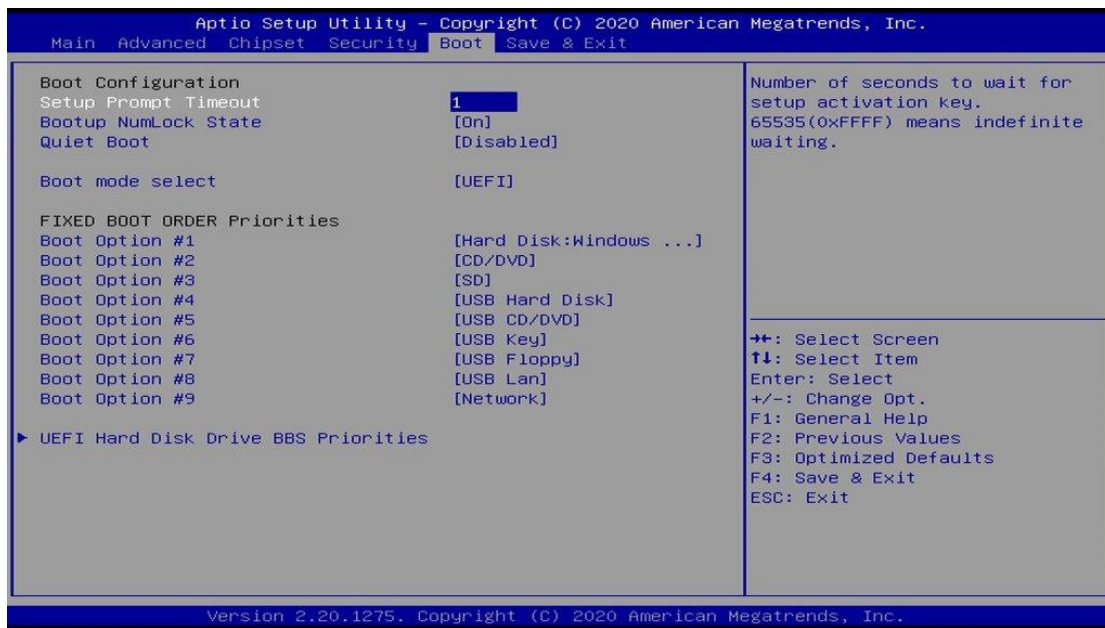 Aptio Setup Utility – Copyright (C) 2020 American Megatrends, Inc.
Main Advanced Chipset Security Boot Save & Exit
Boot Configuration
Setup Prompt Timeout 1
Bootup NumLock State [On]
Quiet Boot [Disabled]
Boot mode select [UEFI]
FIXED BOOT ORDER Priorities
Boot Option #1 [Hard Disk:Windows ...]
Boot Option #2 [CD/DVD]
Boot Option #3 [SD]
Boot Option #4 [USB Hard Disk]
Boot Option #5 [USB CD/DVD]
Boot Option #6 [USB Key]
Boot Option #7 [USB Floppy]
Boot Option #8 [USB Lan]
Boot Option #9 [Network]
▶ UEFI Hard Disk Drive BBS Priorities
Number of seconds to wait for
setup activation key.
65535(0xFFFF) means indefinite
waiting.
→←: Select Screen
↑↓: Select Item
Enter: Select
+/-: Change Opt.
F1: General Help
F2: Previous Values
F3: Optimized Defaults
F4: Save & Exit
ESC: Exit
Version 2.20.1275. Copyright (C) 2020 American Megatrends, Inc.